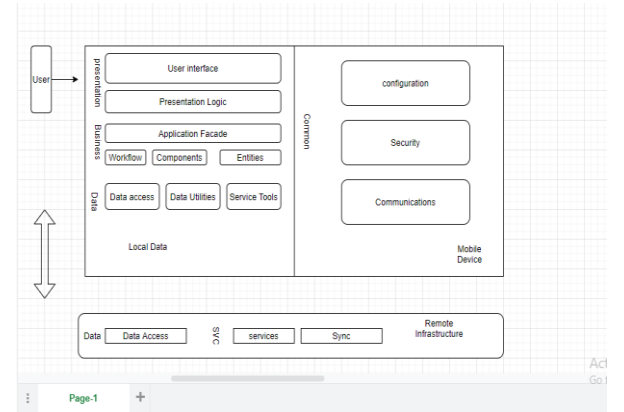 User
presentation
User interface
Presentation Logic
Business
Application Facade
Workflow
Components
Entities
Data
Data access
Data Utilities
Service Tools
Local Data
Common
configuration
Security
Communications
Mobile
Device
Data
Data Access
SVC
services
Sync
Remote
Infrastructure
Page-1